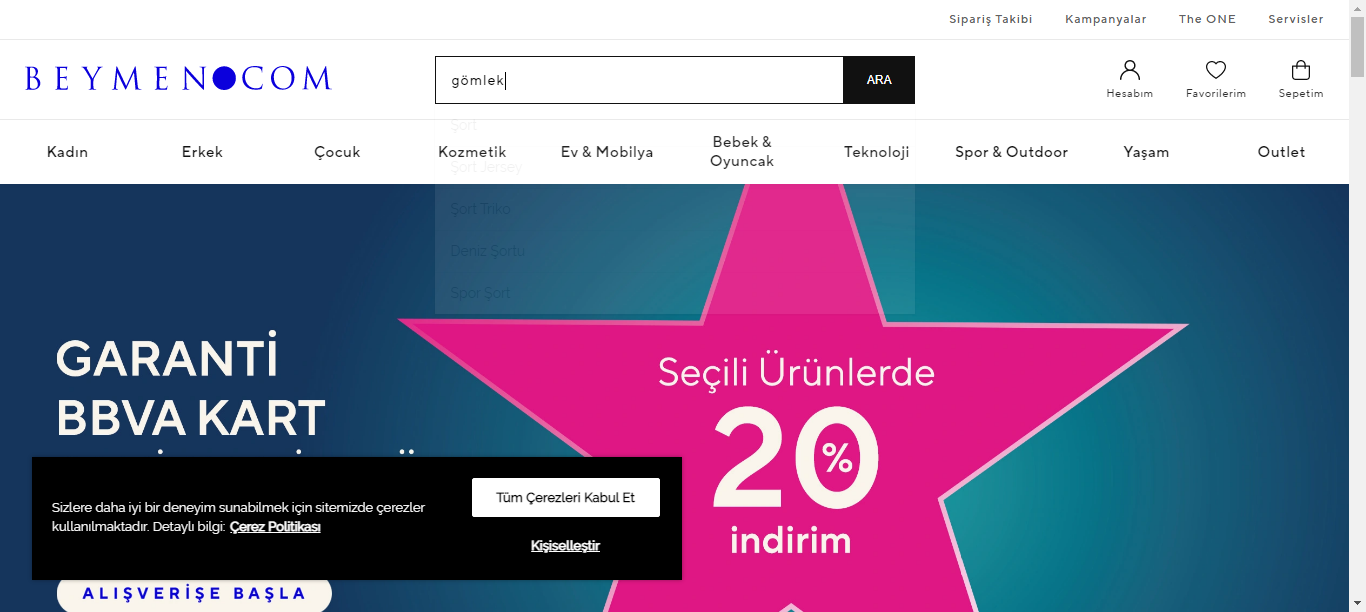 Sipariş Takibi Kampanyalar The ONE Servisler
BEYMEN COM
gömlek
ARA
Hesabım Favorilerim Sepetim
Kadın Erkek Çocuk Kozmetik Ev & Mobilya Bebek & Oyuncak Teknoloji Spor & Outdoor Yaşam Outlet
Şort
Şort Jersey
Şort Triko
Deniz Şortu
Spor Şort
GARANTİ
BBVA KART
Seçili Ürünlerde
20%
indirim
Sizlere daha iyi bir deneyim sunabilmek için sitemizde çerezler
kullanılmaktadır. Detaylı bilgi: Çerez Politikası
Tüm Çerezleri Kabul Et
Kişiselleştir
ALIŞVERİŞE BAŞLA